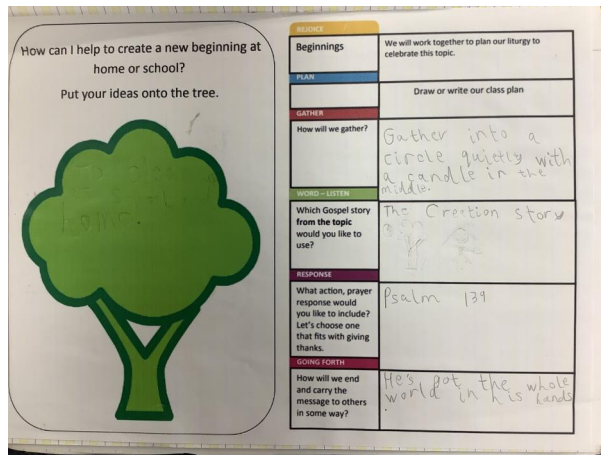 How can I help to create a new beginning at
home or school?
Put your ideas onto the tree.
To
home.
REJOICE
Beginnings
We will work together to plan our liturgy to
celebrate this topic.
PLAN
Draw or write our class plan
GATHER
How will we gather?
Gather into a
circle quietly with
a candle in the
middle.
WORD – LISTEN
Which Gospel story
from the topic
would you like to
use?
The Crection story
RESPONSE
What action, prayer
response would
you like to include?
Let's choose one
that fits with giving
thanks.
Psalm 139
GOING FORTH
How will we end
and carry the
message to others
in some way?
He's got the whole
world in his hands
.